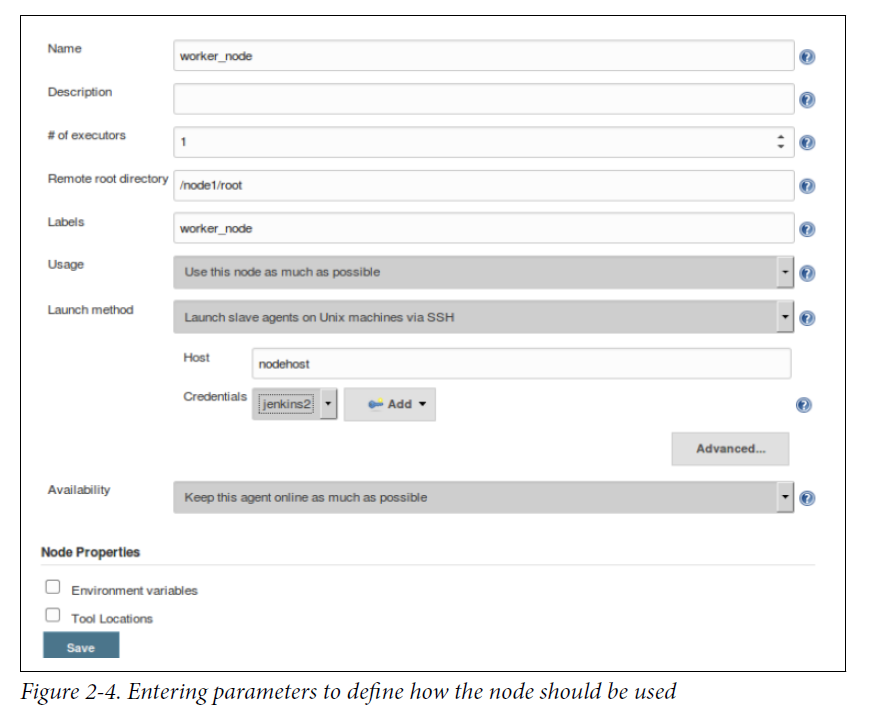 Name
worker_node
Description
# of executors
1
Remote root directory
/node1/root
Labels
worker_node
Usage
Use this node as much as possible
Launch method
Launch slave agents on Unix machines via SSH
Host
nodehost
Credentials
jenkins2
Add
Advanced...
Availability
Keep this agent online as much as possible
Node Properties
Environment variables
Tool Locations
Save
Figure 2-4. Entering parameters to define how the node should be used